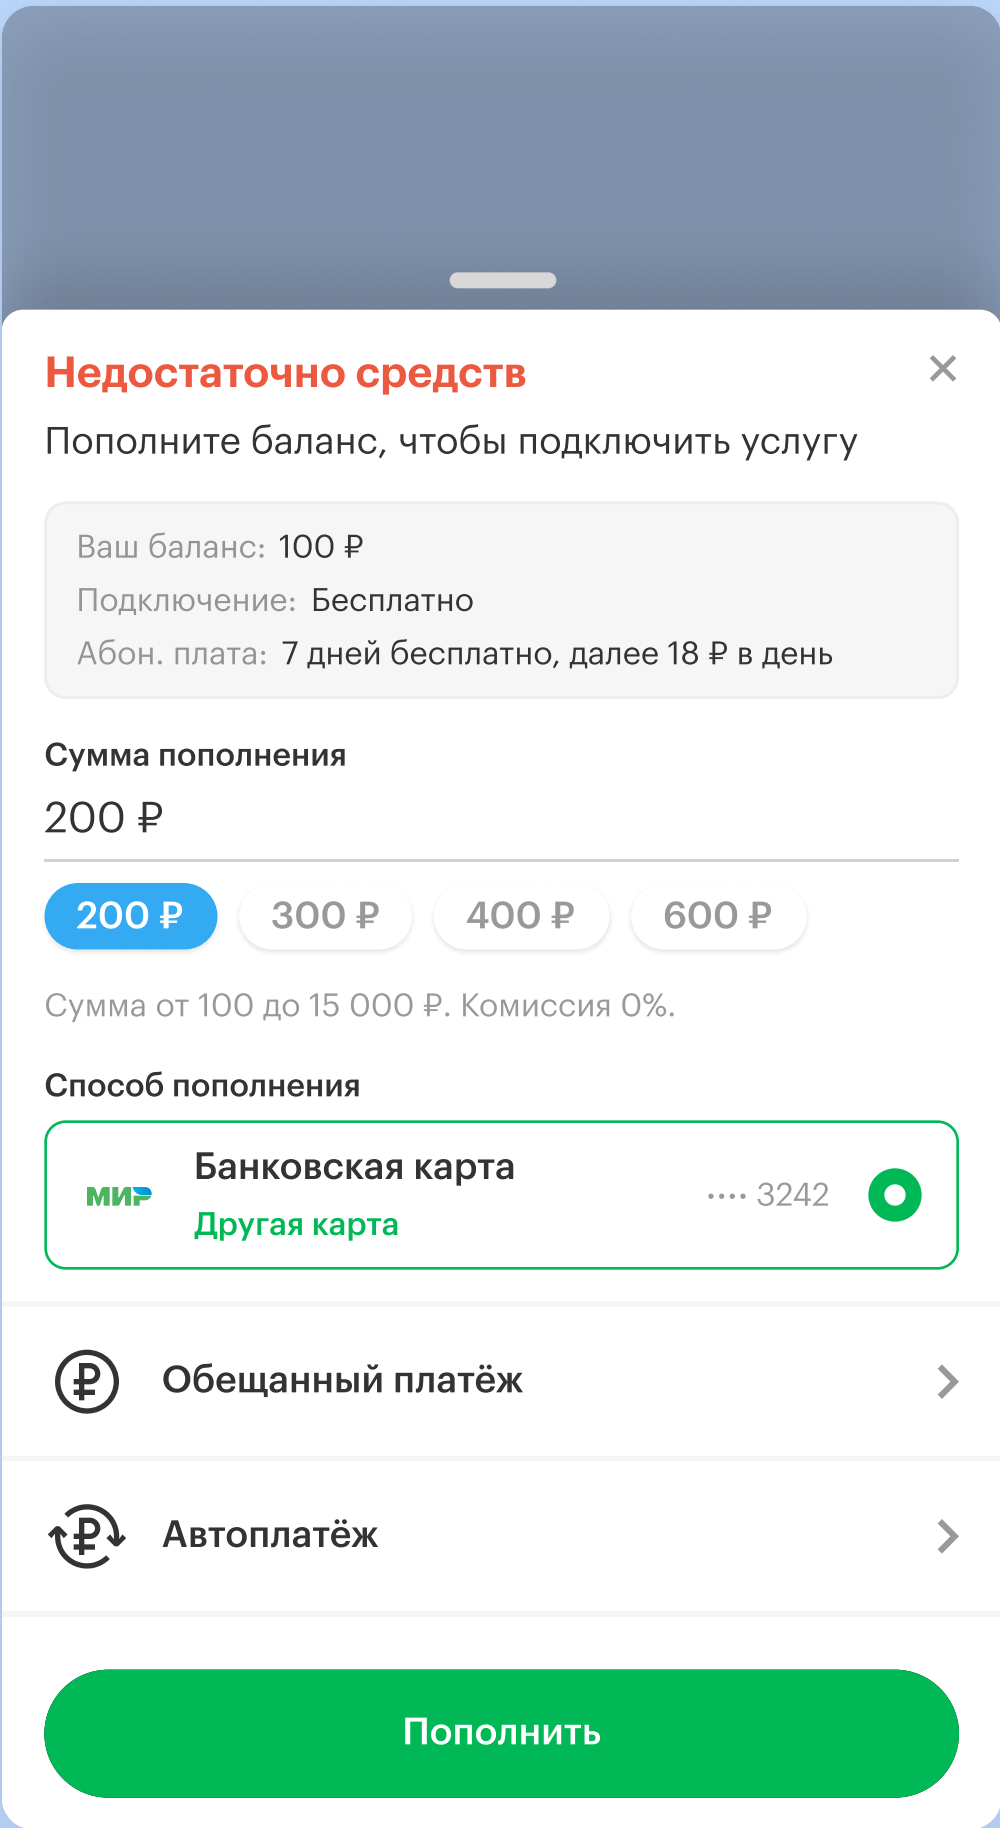 Недостаточно средств
Пополните баланс, чтобы подключить услугу
Ваш баланс: 100 ₽
Подключение: Бесплатно
Абон. плата: 7 дней бесплатно, далее 18 ₽ в день
Сумма пополнения
200 ₽
200 ₽ 300 ₽ 400 ₽ 600 ₽
Сумма от 100 до 15 000 ₽. Комиссия 0%.
Способ пополнения
Банковская карта
МИР •••• 3242
Другая карта
Обещанный платёж
Автоплатёж
Пополнить